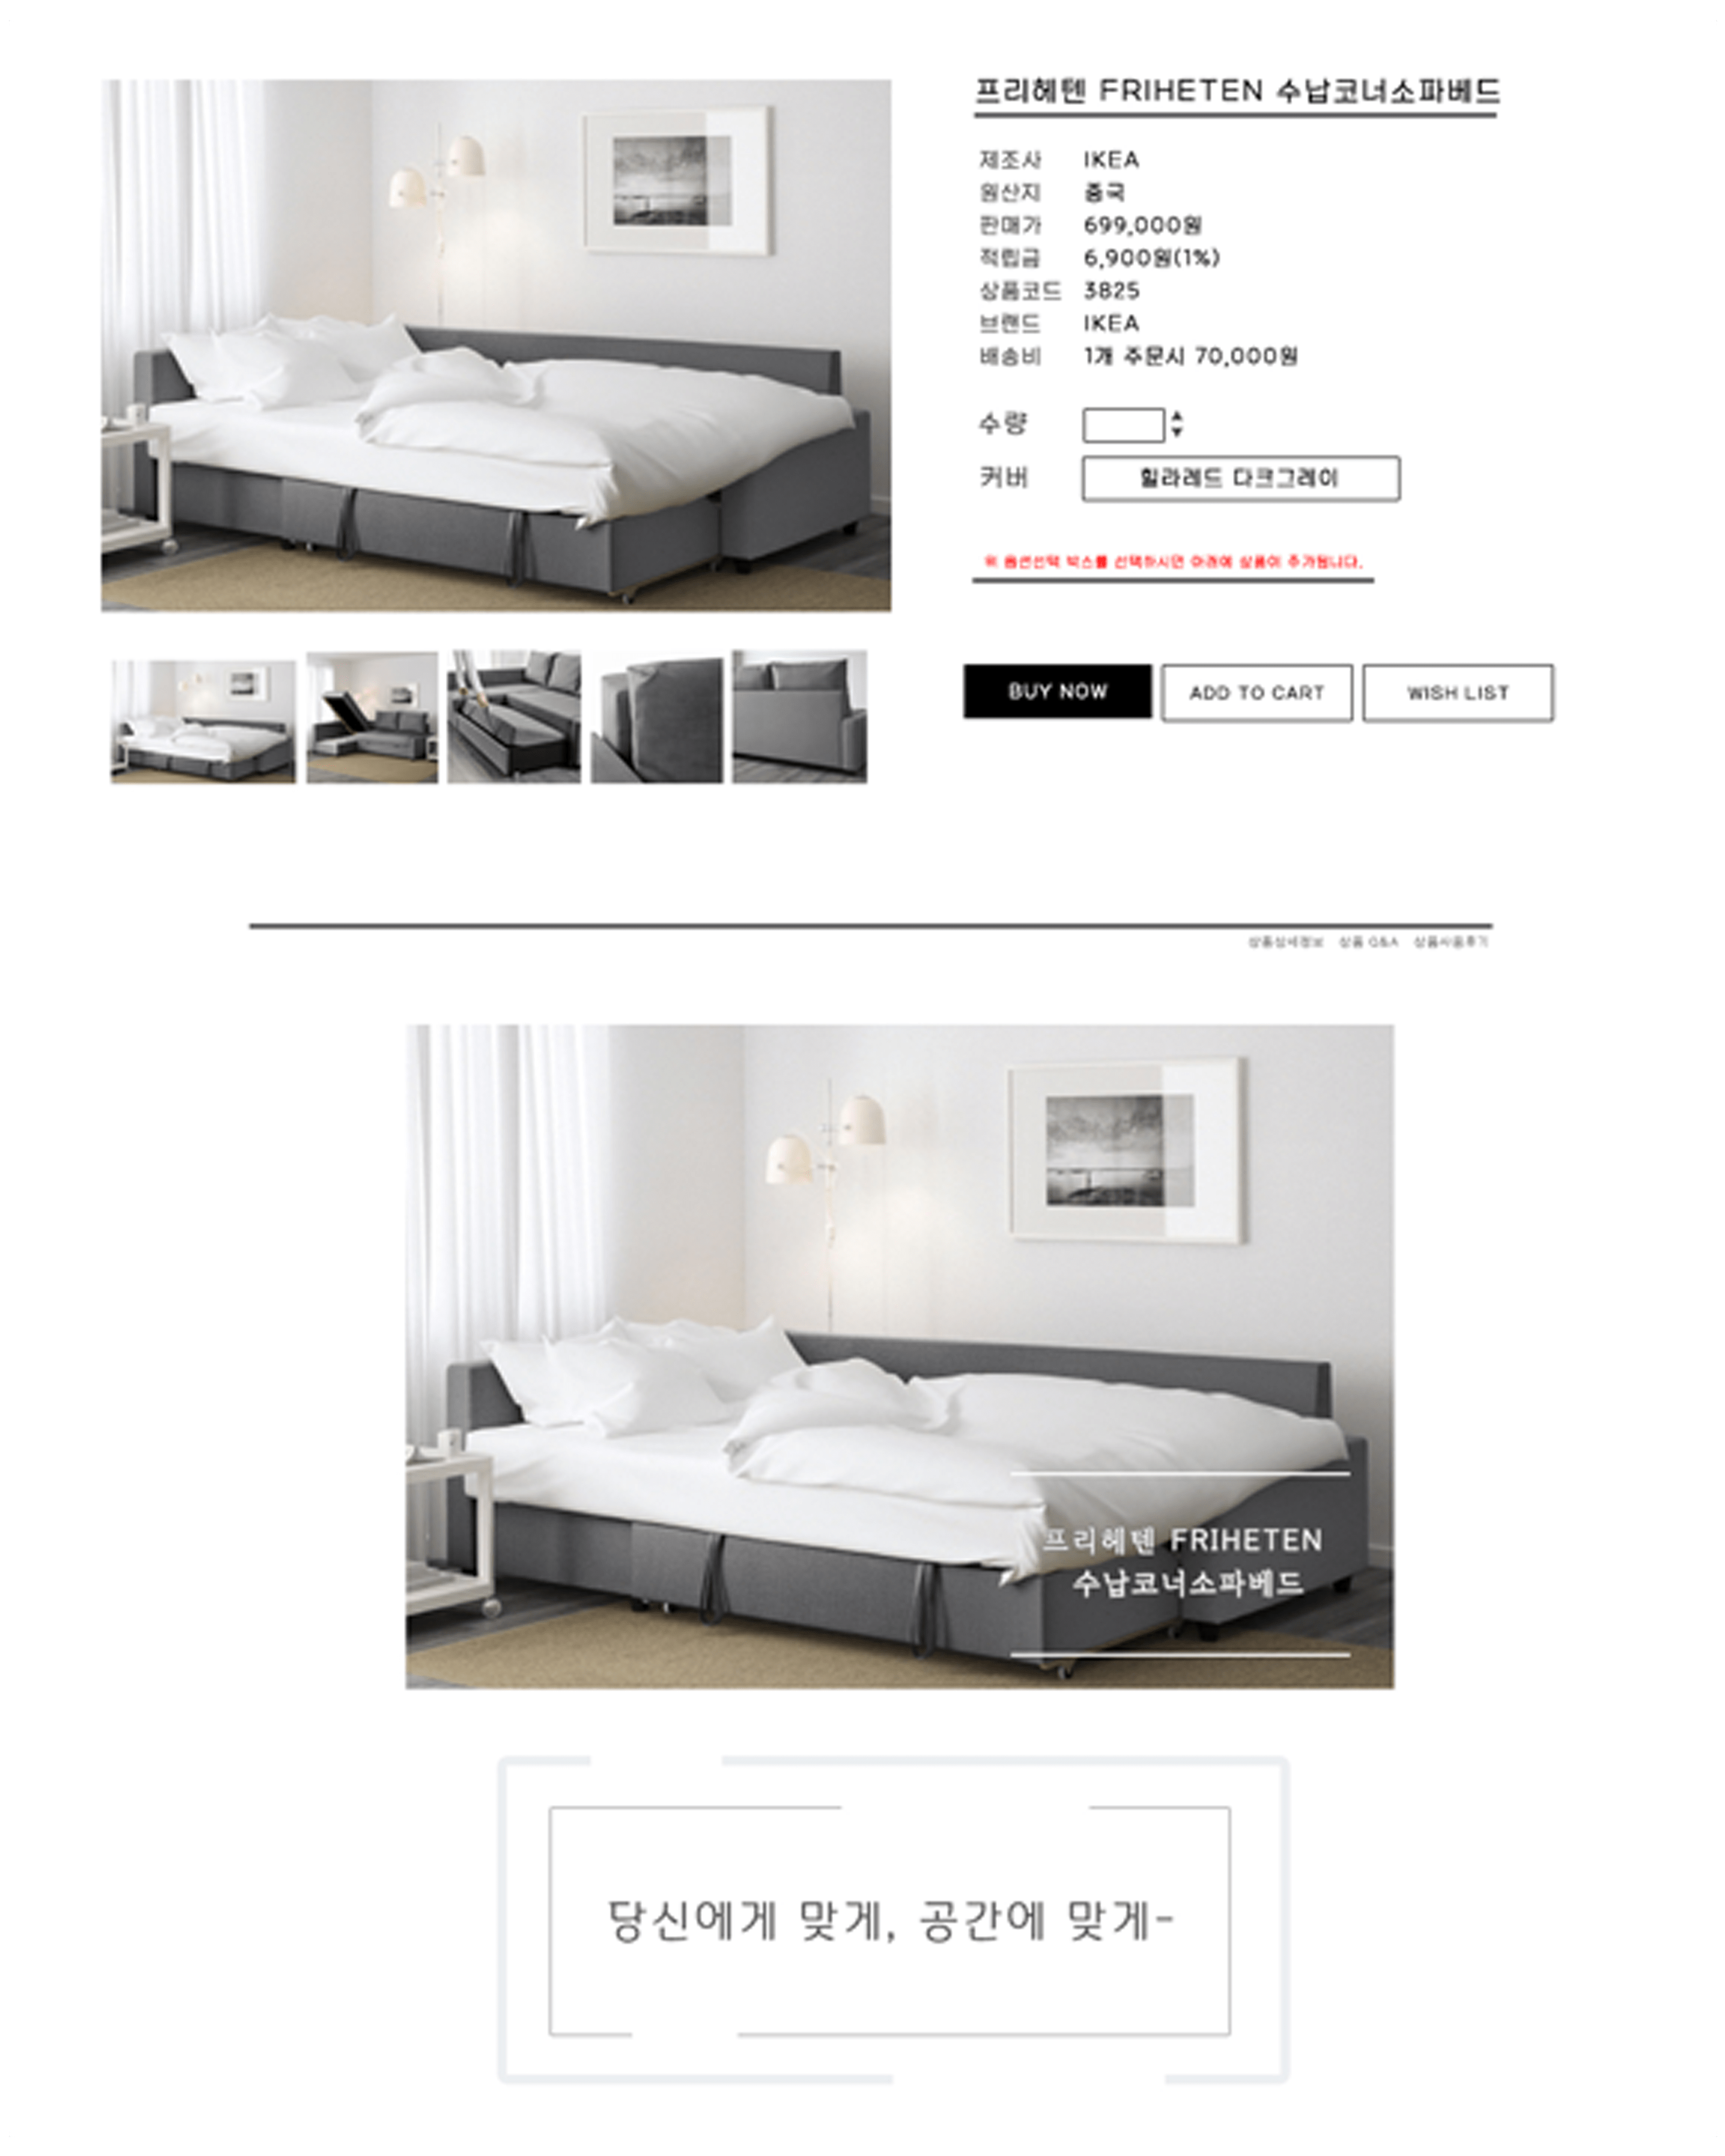 프리헤텐 FRIHETEN 수납코너소파베드
제조사 IKEA
원산지 중국
판매가 699,000원
적립금 6,900원(1%)
상품코드 3825
브랜드 IKEA
배송비 1개 주문시 70,000원
수량
커버 힐라레드 다크그레이
※ 옵션선택 박스를 선택하시면 아래에 상품이 추가됩니다.
BUY NOW ADD TO CART WISH LIST
상품상세정보 상품 Q&A 상품사용후기
프리헤텐 FRIHETEN
수납코너소파베드
당신에게 맞게, 공간에 맞게-